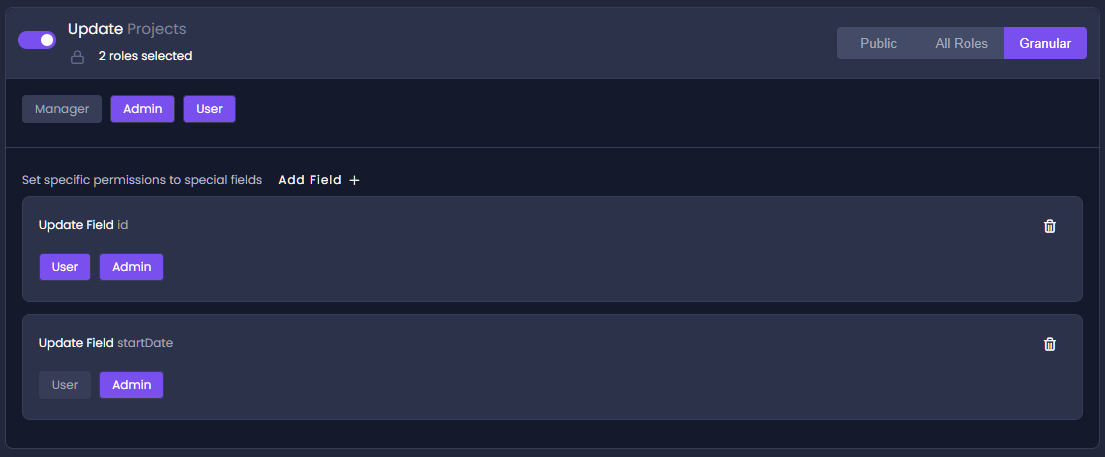 Update Projects
2 roles selected
Public All Roles Granular
Manager Admin User
Set specific permissions to special fields Add Field +
Update Field id
User Admin
Update Field startDate
User Admin